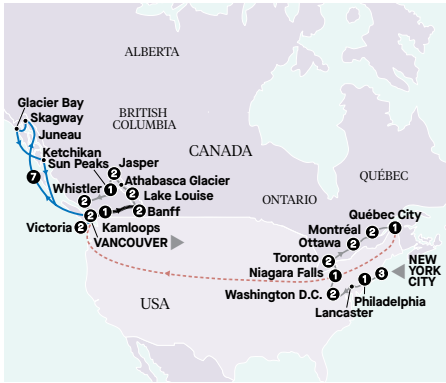 ALBERTA
Glacier Bay
Skagway
Juneau
BRITISH
COLUMBIA
Ketchikan
Sun Peaks
2 Jasper
CANADA
7
1
Athabasca Glacier
Whistler
2
2 Lake Louise
QUÉBEC
ONTARIO
2
1
2 Banff
Victoria 2
Kamloops
VANCOUVER
Québec City
1
Montréal 2
Ottawa 2
Toronto 2
Niagara Falls 1
3
NEW
YORK
CITY
USA
Washington D.C. 2
1
Philadelphia
Lancaster